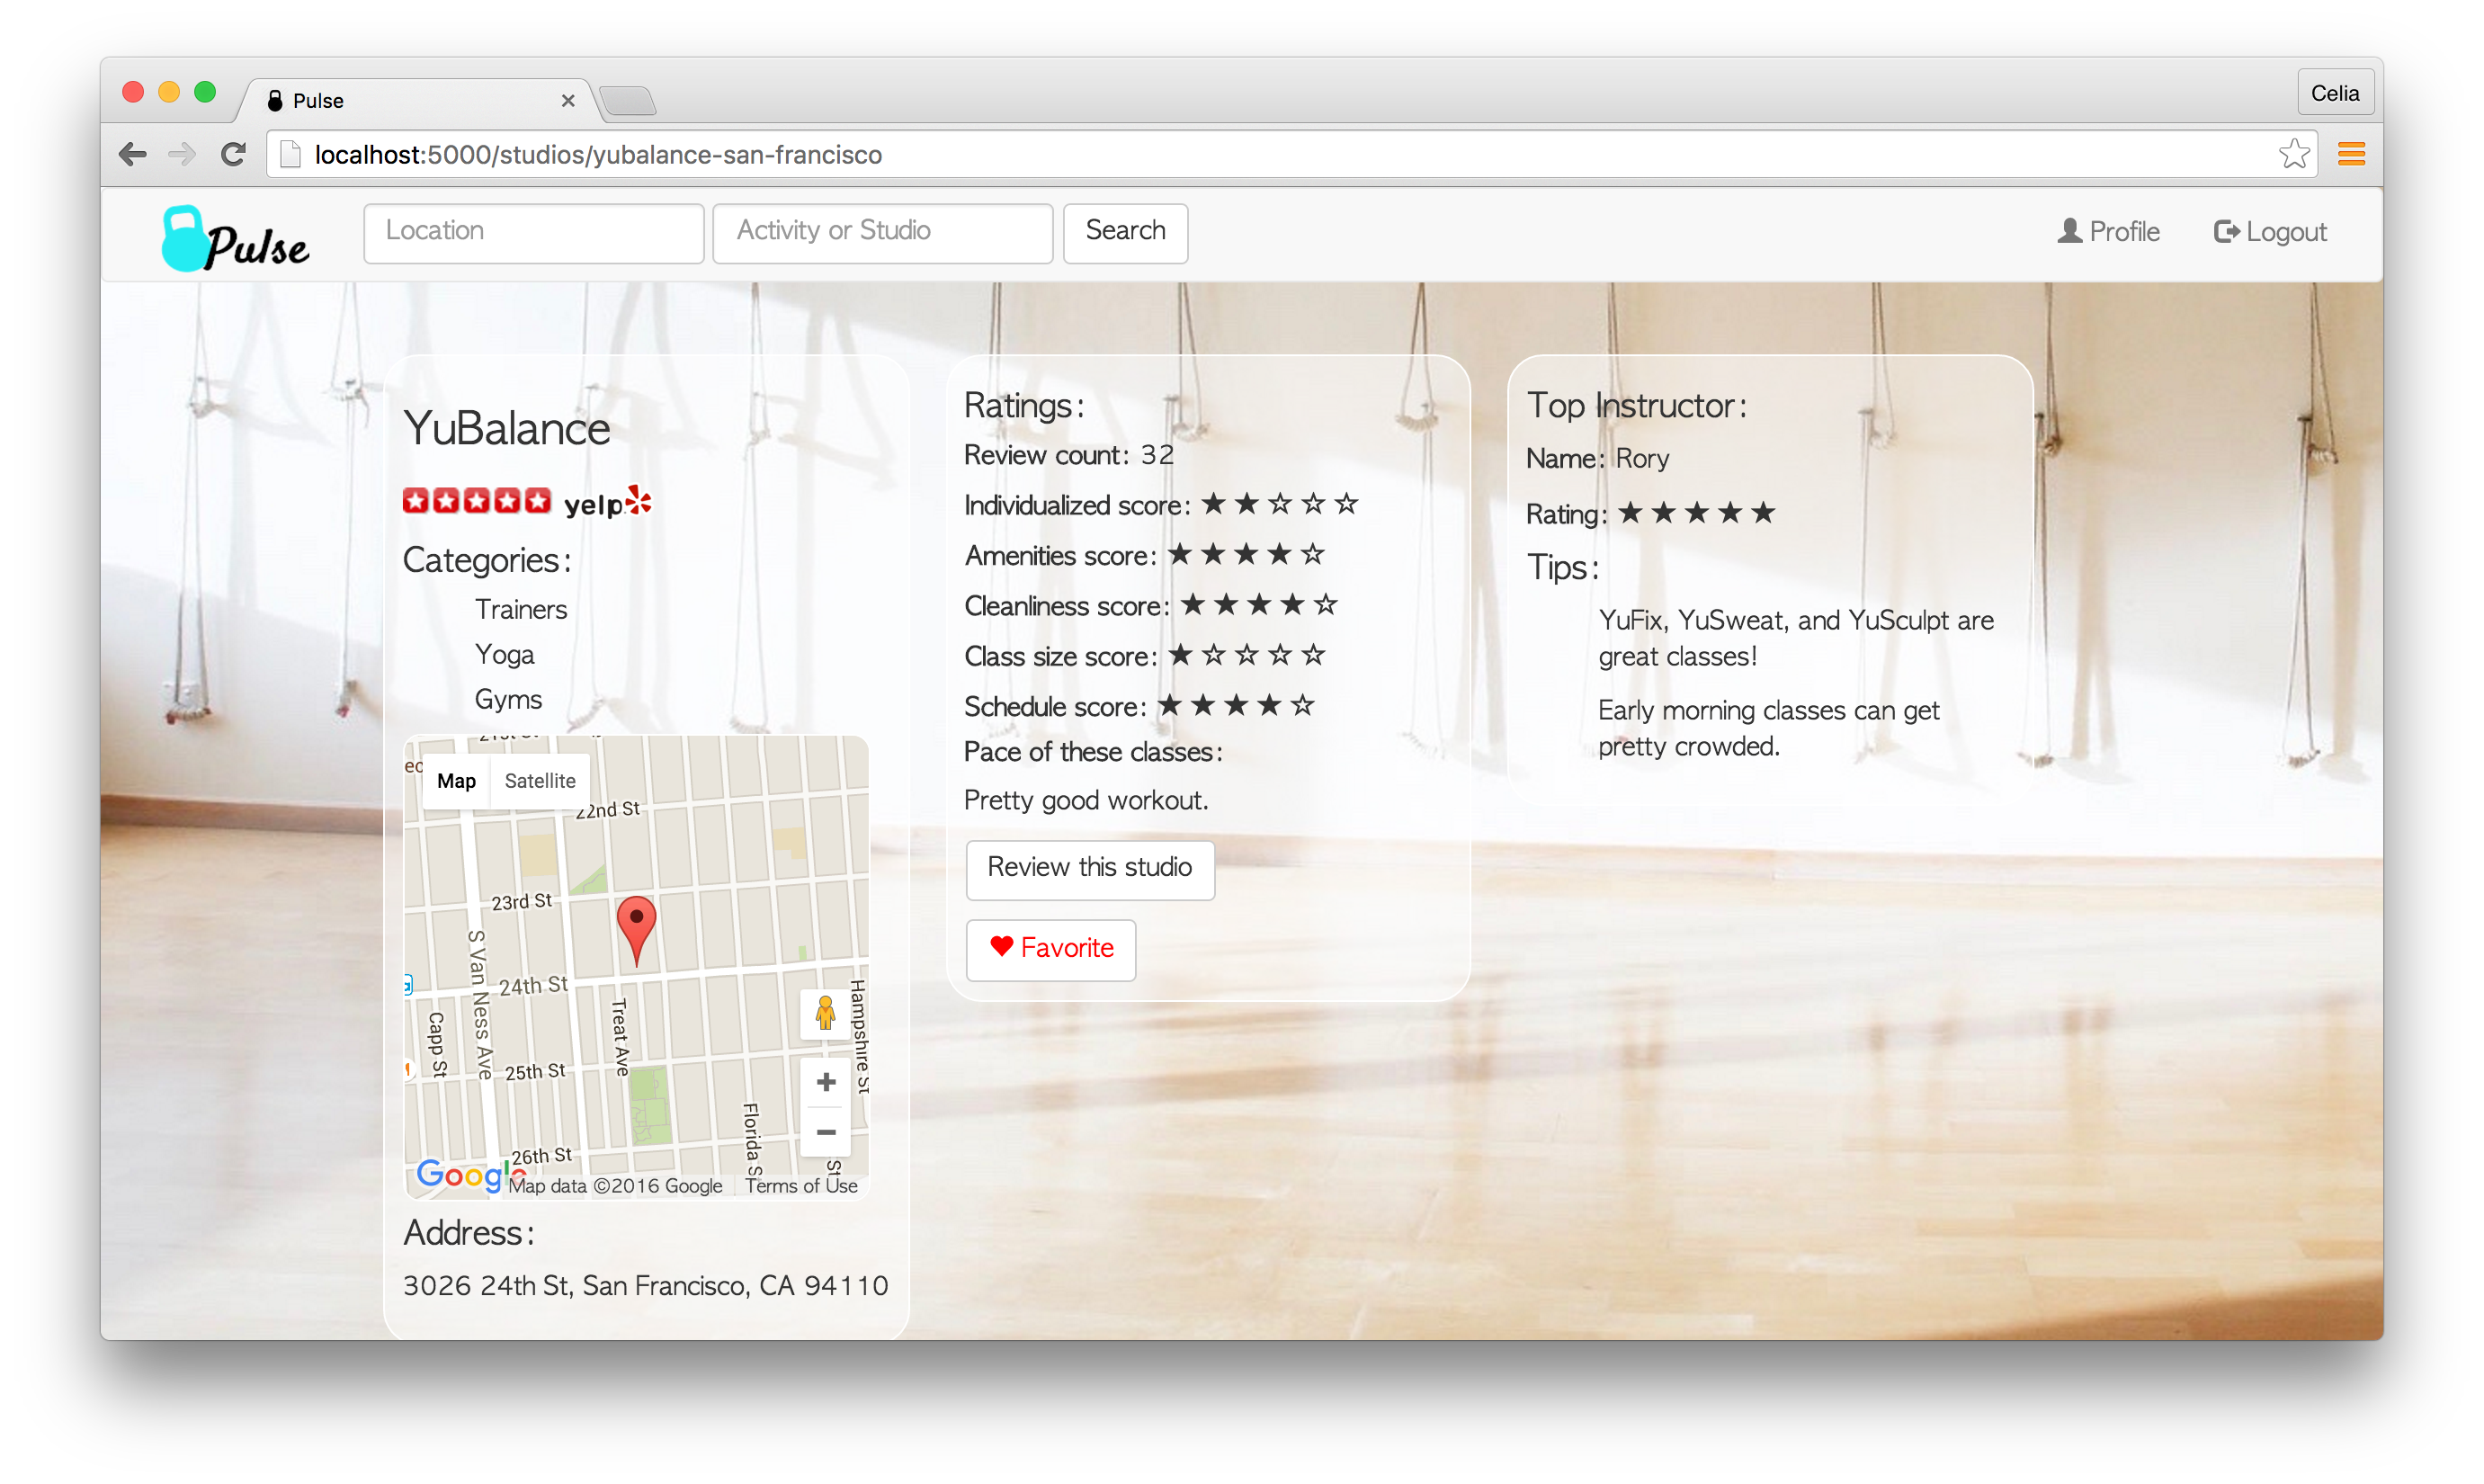 Pulse
Celia
localhost:5000/studios/yubalance-san-francisco
Pulse
Location
Activity or Studio
Search
Profile
Logout
YuBalance
yelp
Categories:
Trainers
Yoga
Gyms
Map
Satellite
22nd St
23rd St
S Van Ness Ave
24th St
Capp St
Treat Ave
Hampshire St
25th St
Florida S
St
26th St
Google
Map data ©2016 Google
Terms of Use
Address:
3026 24th St, San Francisco, CA 94110
Ratings:
Review count: 32
Individualized score: ★ ★ ☆ ☆ ☆
Amenities score: ★ ★ ★ ★ ☆
Cleanliness score: ★ ★ ★ ★ ☆
Class size score: ★ ☆ ☆ ☆ ☆
Schedule score: ★ ★ ★ ★ ☆
Pace of these classes:
Pretty good workout.
Review this studio
Favorite
Top Instructor:
Name: Rory
Rating: ★ ★ ★ ★ ★
Tips:
YuFix, YuSweat, and YuSculpt are
great classes!
Early morning classes can get
pretty crowded.